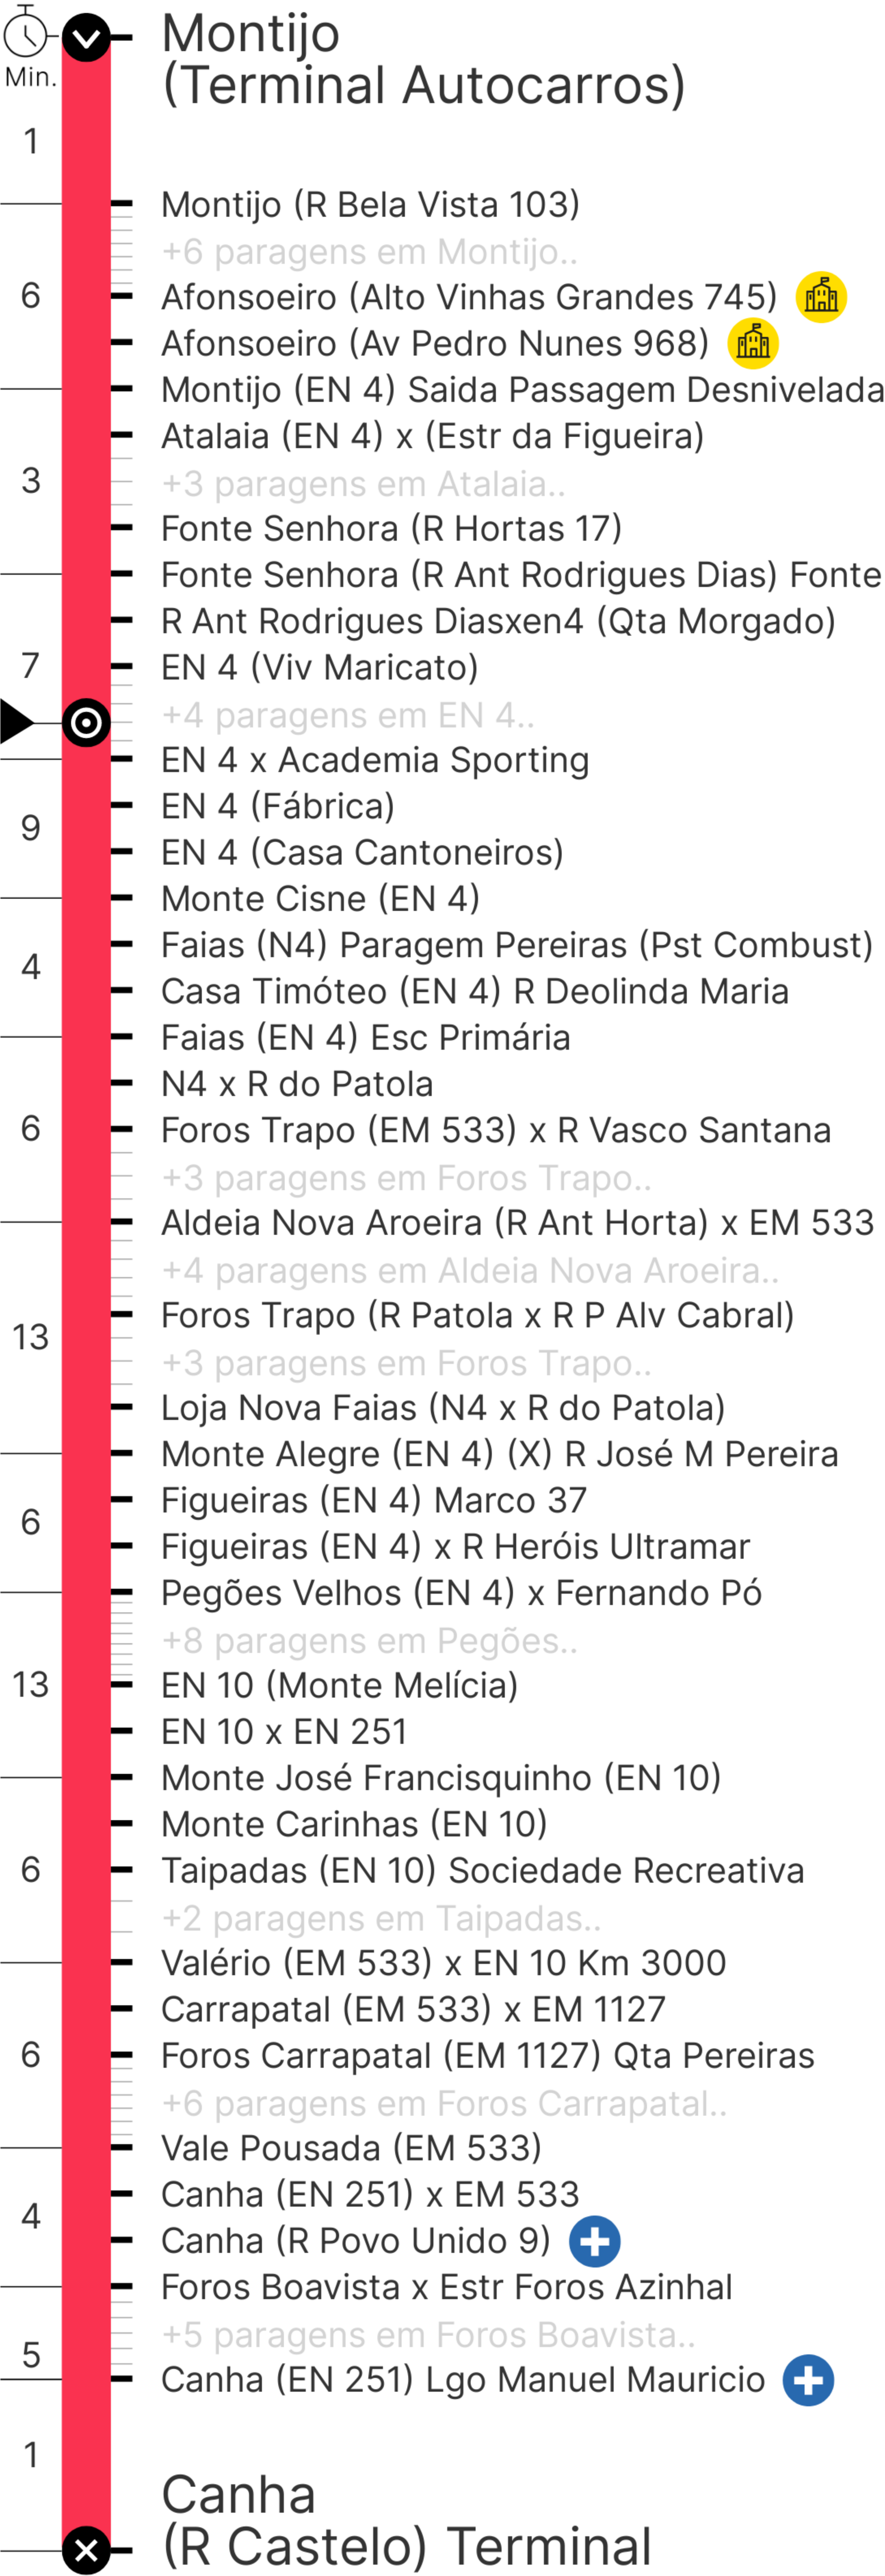 Montijo
(Terminal Autocarros)
Min.
1
Montijo (R Bela Vista 103)
+6 paragens em Montijo..
6
Afonsoeiro (Alto Vinhas Grandes 745)
Afonsoeiro (Av Pedro Nunes 968)
Montijo (EN 4) Saida Passagem Desnivelada
Atalaia (EN 4) x (Estr da Figueira)
3
+3 paragens em Atalaia..
Fonte Senhora (R Hortas 17)
Fonte Senhora (R Ant Rodrigues Dias) Fonte
R Ant Rodrigues Diasxen4 (Qta Morgado)
7
EN 4 (Viv Maricato)
+4 paragens em EN 4..
EN 4 x Academia Sporting
EN 4 (Fábrica)
9
EN 4 (Casa Cantoneiros)
Monte Cisne (EN 4)
Faias (N4) Paragem Pereiras (Pst Combust)
4
Casa Timóteo (EN 4) R Deolinda Maria
Faias (EN 4) Esc Primária
N4 x R do Patola
6
Foros Trapo (EM 533) x R Vasco Santana
+3 paragens em Foros Trapo..
Aldeia Nova Aroeira (R Ant Horta) x EM 533
+4 paragens em Aldeia Nova Aroeira..
Foros Trapo (R Patola x R P Alv Cabral)
13
+3 paragens em Foros Trapo..
Loja Nova Faias (N4 x R do Patola)
Monte Alegre (EN 4) (X) R José M Pereira
Figueiras (EN 4) Marco 37
6
Figueiras (EN 4) x R Heróis Ultramar
Pegões Velhos (EN 4) x Fernando Pó
+8 paragens em Pegões..
13
EN 10 (Monte Melícia)
EN 10 x EN 251
Monte José Francisquinho (EN 10)
Monte Carinhas (EN 10)
6
Taipadas (EN 10) Sociedade Recreativa
+2 paragens em Taipadas..
Valério (EM 533) x EN 10 Km 3000
Carrapatal (EM 533) x EM 1127
6
Foros Carrapatal (EM 1127) Qta Pereiras
+6 paragens em Foros Carrapatal..
Vale Pousada (EM 533)
Canha (EN 251) x EM 533
4
Canha (R Povo Unido 9)
Foros Boavista x Estr Foros Azinhal
+5 paragens em Foros Boavista..
5
Canha (EN 251) Lgo Manuel Mauricio
1
Canha
(R Castelo) Terminal